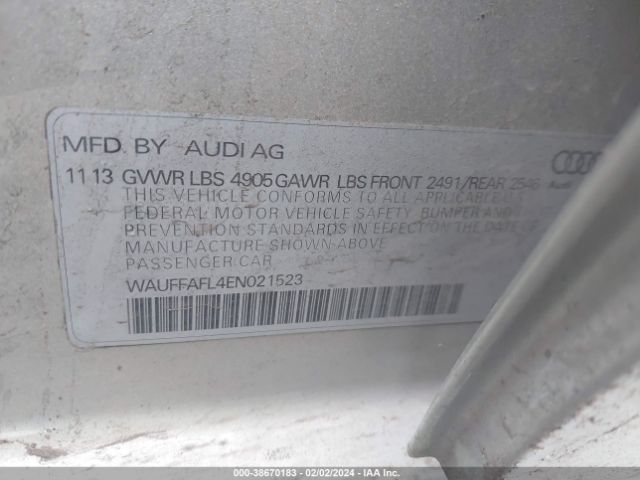 MFD. BY AUDI AG
11 13 GVWR LBS 4905 GAWR LBS FRONT 2491/REAR 2546
Audi
THIS VEHICLE CONFORMS TO ALL APPLICABLE
FEDERAL MOTOR VEHICLE SAFETY, BUMPER AND
PREVENTION STANDARDS IN EFFECT ON THE DATE OF
MANUFACTURE SHOWN ABOVE
PASSENGER CAR
WAUFFAFL4EN021523
000-38670183 - 02/02/2024 - IAA Inc.